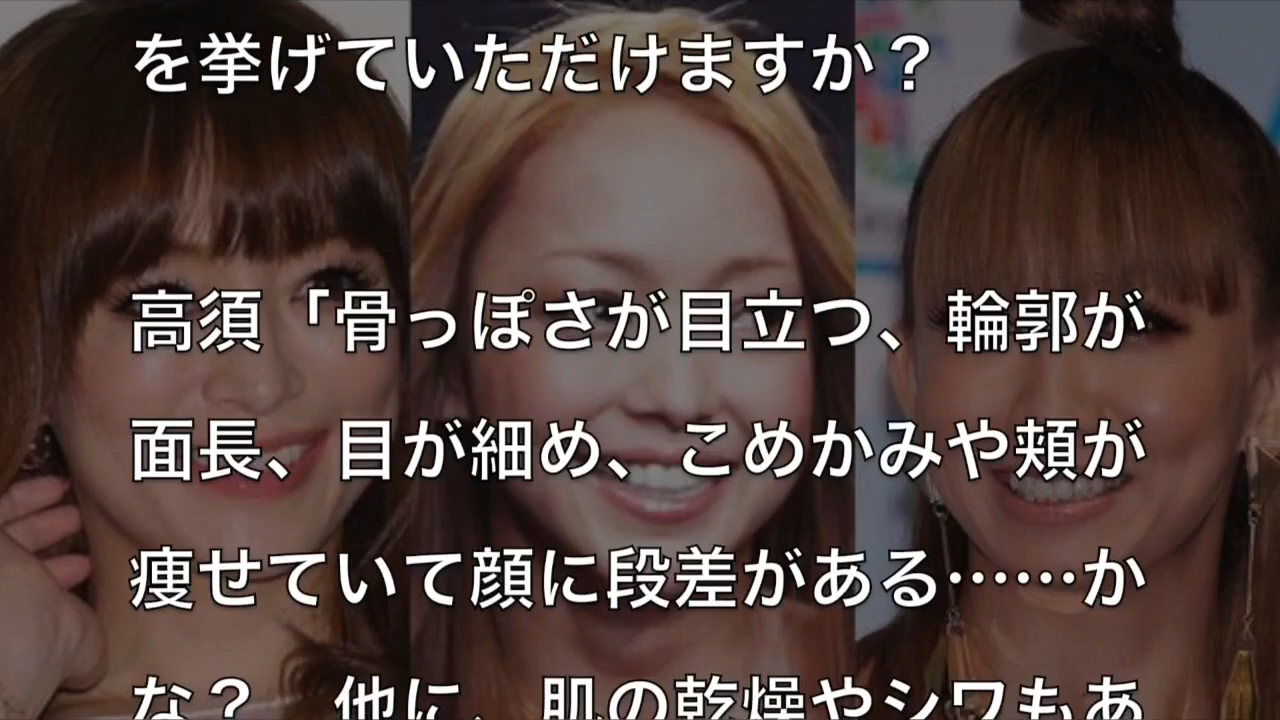 を挙げていただけますか？
高須「骨っぽさが目立つ、輪郭が
面長、目が細め、こめかみや頬が
痩せていて顔に段差がある……か
な？　他に、肌の乾燥やシワもあ